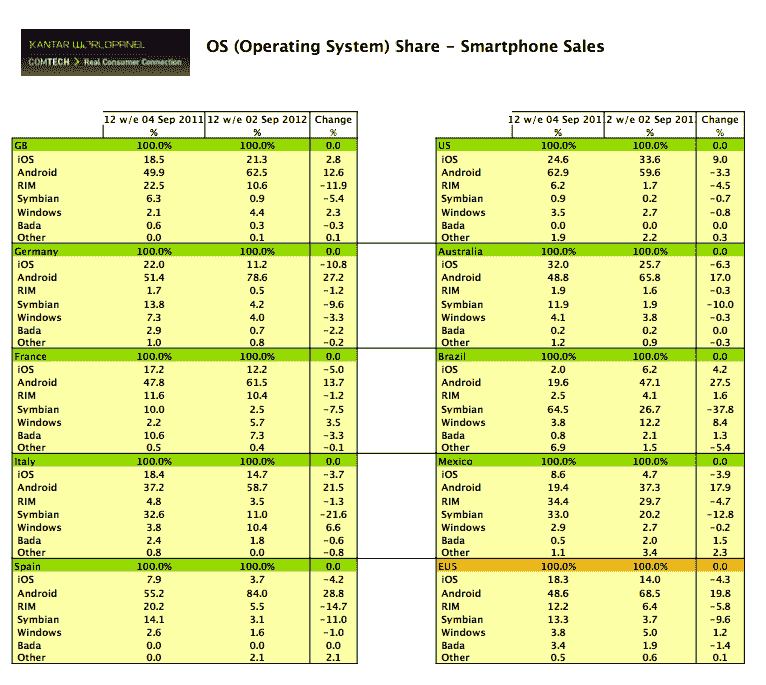 KANTAR WORLDPANEL
COMTECH > Real Consumer Connection
OS (Operating System) Share – Smartphone Sales
12 w/e 04 Sep 2011 12 w/e 02 Sep 2012 Change
% % %
GB 100.0% 100.0% 0.0
iOS 18.5 21.3 2.8
Android 49.9 62.5 12.6
RIM 22.5 10.6 -11.9
Symbian 6.3 0.9 -5.4
Windows 2.1 4.4 2.3
Bada 0.6 0.3 -0.3
Other 0.0 0.1 0.1
Germany 100.0% 100.0% 0.0
iOS 22.0 11.2 -10.8
Android 51.4 78.6 27.2
RIM 1.7 0.5 -1.2
Symbian 13.8 4.2 -9.6
Windows 7.3 4.0 -3.3
Bada 2.9 0.7 -2.2
Other 1.0 0.8 -0.2
France 100.0% 100.0% 0.0
iOS 17.2 12.2 -5.0
Android 47.8 61.5 13.7
RIM 11.6 10.4 -1.2
Symbian 10.0 2.5 -7.5
Windows 2.2 5.7 3.5
Bada 10.6 7.3 -3.3
Other 0.5 0.4 -0.1
Italy 100.0% 100.0% 0.0
iOS 18.4 14.7 -3.7
Android 37.2 58.7 21.5
RIM 4.8 3.5 -1.3
Symbian 32.6 11.0 -21.6
Windows 3.8 10.4 6.6
Bada 2.4 1.8 -0.6
Other 0.8 0.0 -0.8
Spain 100.0% 100.0% 0.0
iOS 7.9 3.7 -4.2
Android 55.2 84.0 28.8
RIM 20.2 5.5 -14.7
Symbian 14.1 3.1 -11.0
Windows 2.6 1.6 -1.0
Bada 0.0 0.0 0.0
Other 0.0 2.1 2.1
12 w/e 04 Sep 201 2 w/e 02 Sep 201 Change
% % %
US 100.0% 100.0% 0.0
iOS 24.6 33.6 9.0
Android 62.9 59.6 -3.3
RIM 6.2 1.7 -4.5
Symbian 0.9 0.2 -0.7
Windows 3.5 2.7 -0.8
Bada 0.0 0.0 0.0
Other 1.9 2.2 0.3
Australia 100.0% 100.0% 0.0
iOS 32.0 25.7 -6.3
Android 48.8 65.8 17.0
RIM 1.9 1.6 -0.3
Symbian 11.9 1.9 -10.0
Windows 4.1 3.8 -0.3
Bada 0.2 0.2 0.0
Other 1.2 0.9 -0.3
Brazil 100.0% 100.0% 0.0
iOS 2.0 6.2 4.2
Android 19.6 47.1 27.5
RIM 2.5 4.1 1.6
Symbian 64.5 26.7 -37.8
Windows 3.8 12.2 8.4
Bada 0.8 2.1 1.3
Other 6.9 1.5 -5.4
Mexico 100.0% 100.0% 0.0
iOS 8.6 4.7 -3.9
Android 19.4 37.3 17.9
RIM 34.4 29.7 -4.7
Symbian 33.0 20.2 -12.8
Windows 2.9 2.7 -0.2
Bada 0.5 2.0 1.5
Other 1.1 3.4 2.3
EU5 100.0% 100.0% 0.0
iOS 18.3 14.0 -4.3
Android 48.6 68.5 19.8
RIM 12.2 6.4 -5.8
Symbian 13.3 3.7 -9.6
Windows 3.8 5.0 1.2
Bada 3.4 1.9 -1.4
Other 0.5 0.6 0.1